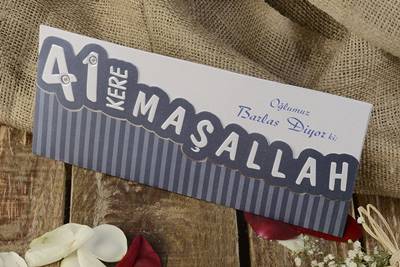 41 KERE MAŞALLAH
Oğlumuz
Barlas Diyor ki